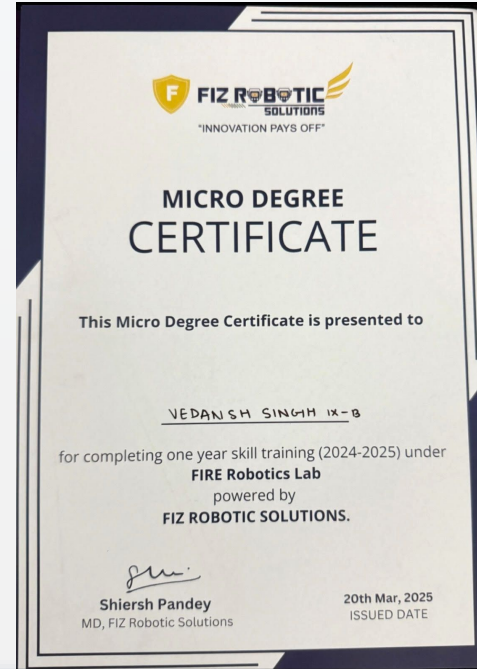 F
FIZ ROBOTIC
SOLUTIONS
"INNOVATION PAYS OFF"
MICRO DEGREE
CERTIFICATE
This Micro Degree Certificate is presented to
VEDANSH SINGH IX-B
for completing one year skill training (2024-2025) under
FIRE Robotics Lab
powered by
FIZ ROBOTIC SOLUTIONS.
Shiersh Pandey
MD, FIZ Robotic Solutions
20th Mar, 2025
ISSUED DATE